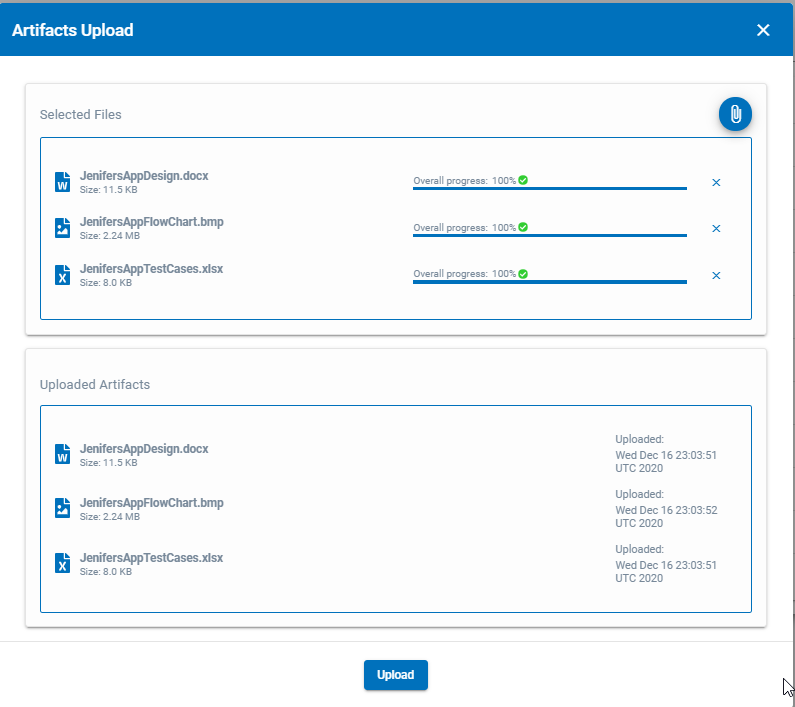 Artifacts Upload
Selected Files
JenifersAppDesign.docx
Size: 11.5 KB
Overall progress: 100%
JenifersAppFlowChart.bmp
Size: 2.24 MB
Overall progress: 100%
JenifersAppTestCases.xlsx
Size: 8.0 KB
Overall progress: 100%
Uploaded Artifacts
JenifersAppDesign.docx
Size: 11.5 KB
Uploaded:
Wed Dec 16 23:03:51
UTC 2020
JenifersAppFlowChart.bmp
Size: 2.24 MB
Uploaded:
Wed Dec 16 23:03:52
UTC 2020
JenifersAppTestCases.xlsx
Size: 8.0 KB
Uploaded:
Wed Dec 16 23:03:51
UTC 2020
Upload